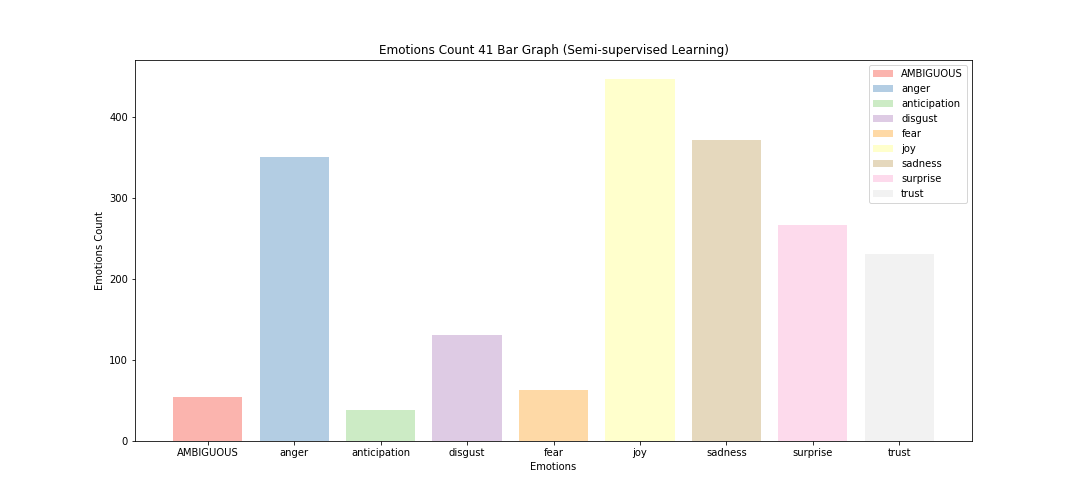 Emotions Count 41 Bar Graph (Semi-supervised Learning)
AMBIGUOUS
anger
anticipation
disgust
fear
joy
sadness
surprise
trust
Emotions Count
400
300
200
100
0
AMBIGUOUS anger anticipation disgust fear joy sadness surprise trust
Emotions